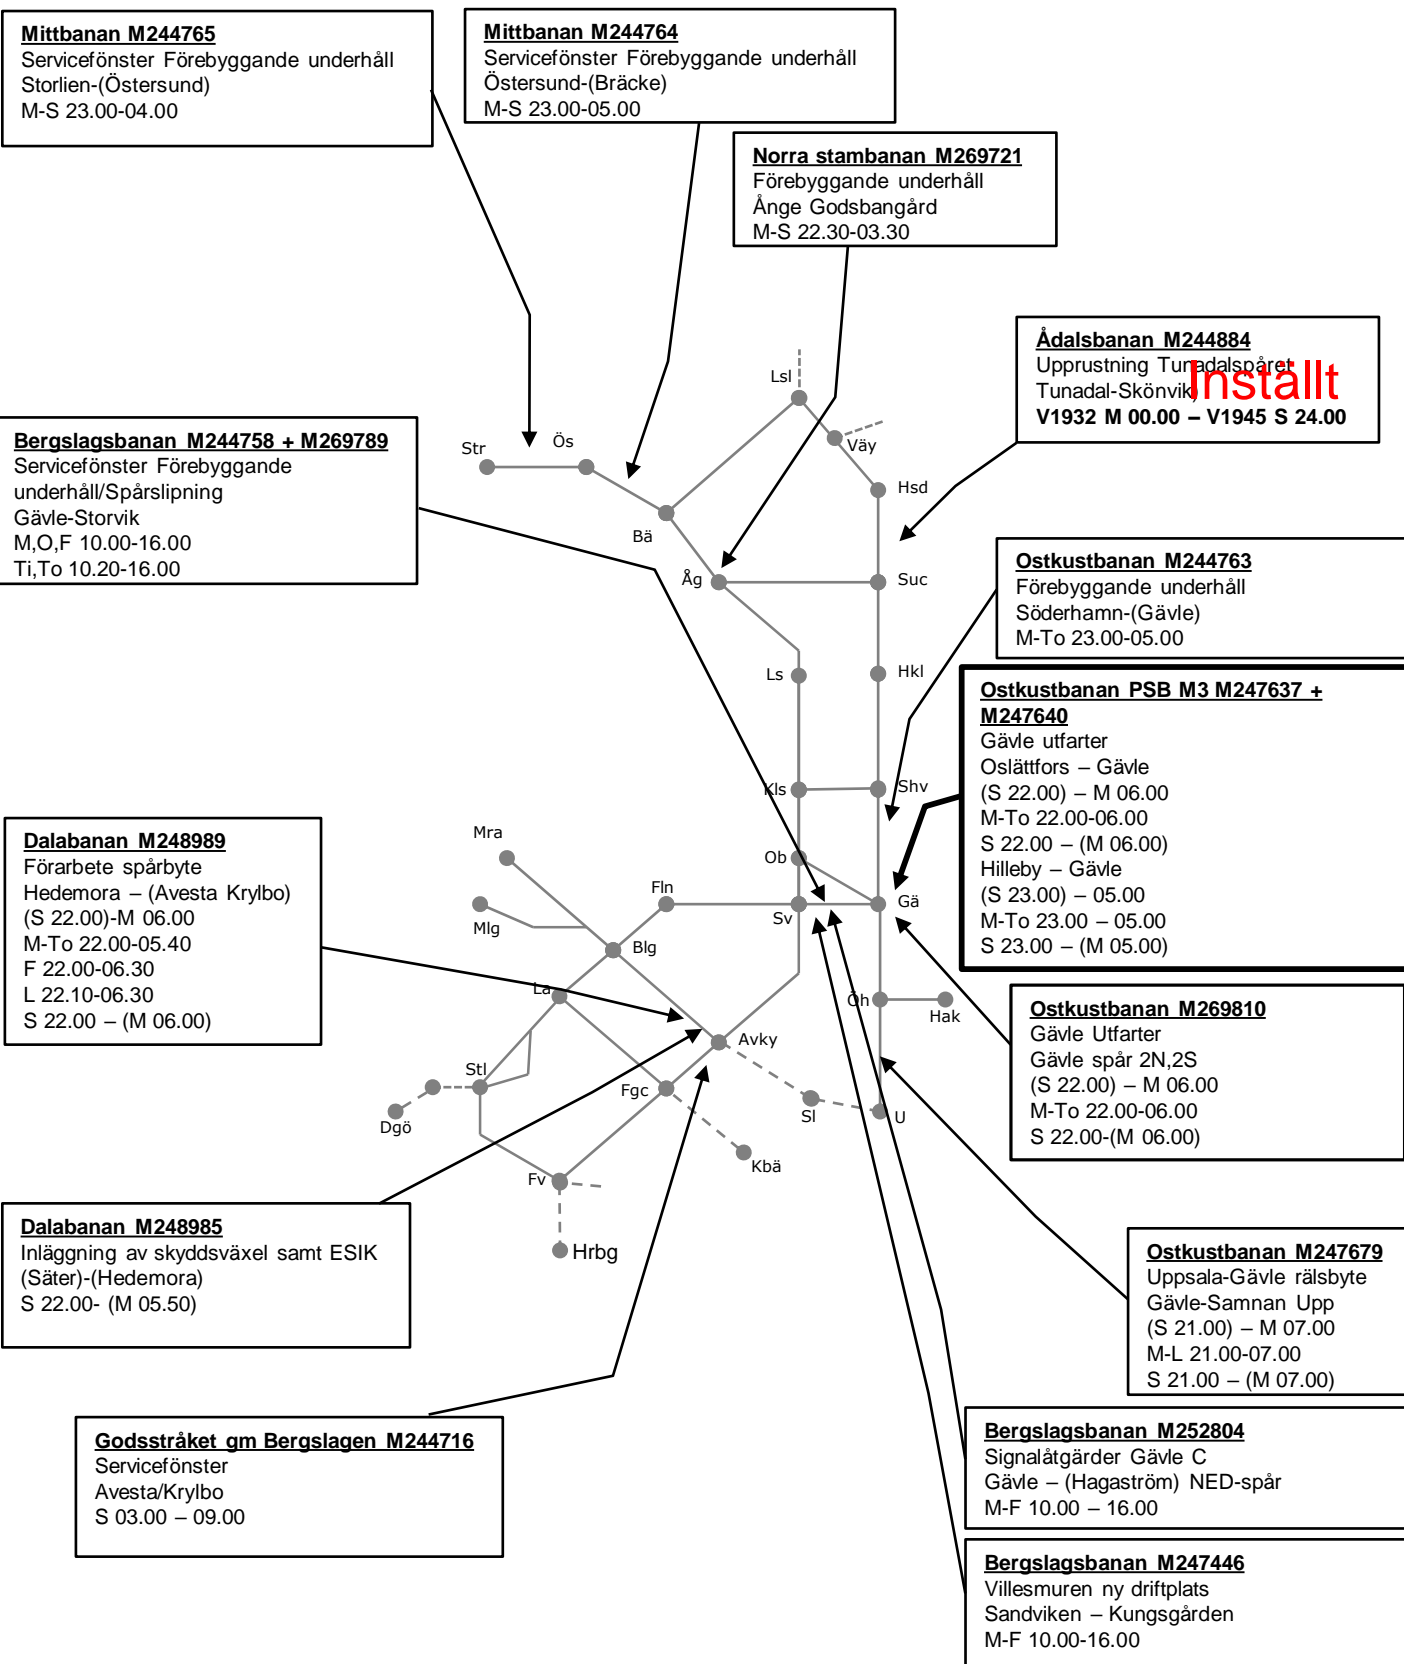 Mittbanan M244765
Servicefönster Förebyggande underhåll
Storlien-(Östersund)
M-S 23.00-04.00
Mittbanan M244764
Servicefönster Förebyggande underhåll
Östersund-(Bräcke)
M-S 23.00-05.00
Norra stambanan M269721
Förebyggande underhåll
Ånge Godsbangård
M-S 22.30-03.30
Ådalsbanan M244884
Upprustning Tunadalspåret
Tunadal-Skönvik
V1932 M 00.00 – V1945 S 24.00
Inställt
Bergslagsbanan M244758 + M269789
Servicefönster Förebyggande
underhåll/Spårslipning
Gävle-Storvik
M,O,F 10.00-16.00
Ti,To 10.20-16.00
Ostkustbanan M244763
Förebyggande underhåll
Söderhamn-(Gävle)
M-To 23.00-05.00
Ostkustbanan PSB M3 M247637 +
M247640
Gävle utfarter
Oslättfors – Gävle
(S 22.00) – M 06.00
M-To 22.00-06.00
S 22.00 – (M 06.00)
Hilleby – Gävle
(S 23.00) – 05.00
M-To 23.00 – 05.00
S 23.00 – (M 05.00)
Dalabanan M248989
Förarbete spårbyte
Hedemora – (Avesta Krylbo)
(S 22.00)-M 06.00
M-To 22.00-05.40
F 22.00-06.30
L 22.10-06.30
S 22.00 – (M 06.00)
Ostkustbanan M269810
Gävle Utfarter
Gävle spår 2N,2S
(S 22.00) – M 06.00
M-To 22.00-06.00
S 22.00-(M 06.00)
Dalabanan M248985
Inläggning av skyddsväxel samt ESIK
(Säter)-(Hedemora)
S 22.00- (M 05.50)
Ostkustbanan M247679
Uppsala-Gävle rälsbyte
Gävle-Samnan Upp
(S 21.00) – M 07.00
M-L 21.00-07.00
S 21.00 – (M 07.00)
Godsstråket gm Bergslagen M244716
Servicefönster
Avesta/Krylbo
S 03.00 – 09.00
Bergslagsbanan M252804
Signalåtgärder Gävle C
Gävle – (Hagaström) NED-spår
M-F 10.00 – 16.00
Bergslagsbanan M247446
Villesmuren ny driftplats
Sandviken – Kungsgården
M-F 10.00-16.00
Lsl
Väy
Str
Ös
Hsd
Bä
Åg
Suc
Ls
Hkl
Kls
Shv
Mra
Ob
Fln
Mlg
Sv
Gä
Blg
La
Öh
Hak
Avky
Stl
Fgc
Sl
U
Dgö
Kbä
Fv
Hrbg